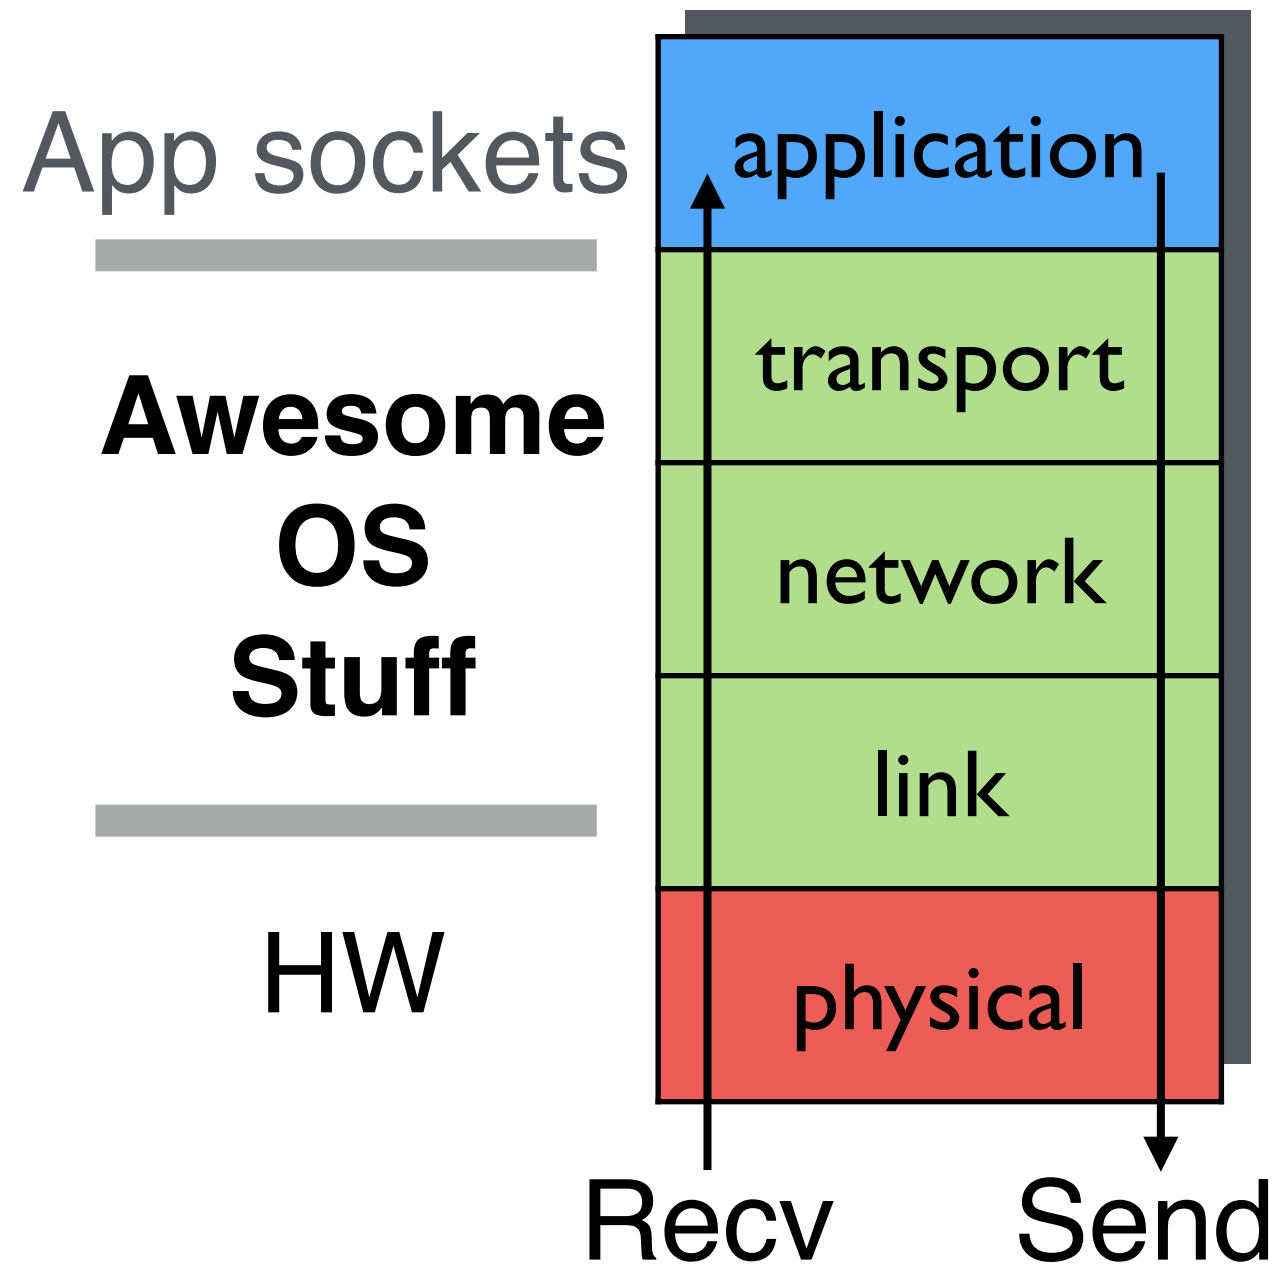 App sockets
application
Awesome
OS
Stuff
transport
network
link
HW
physical
Recv
Send